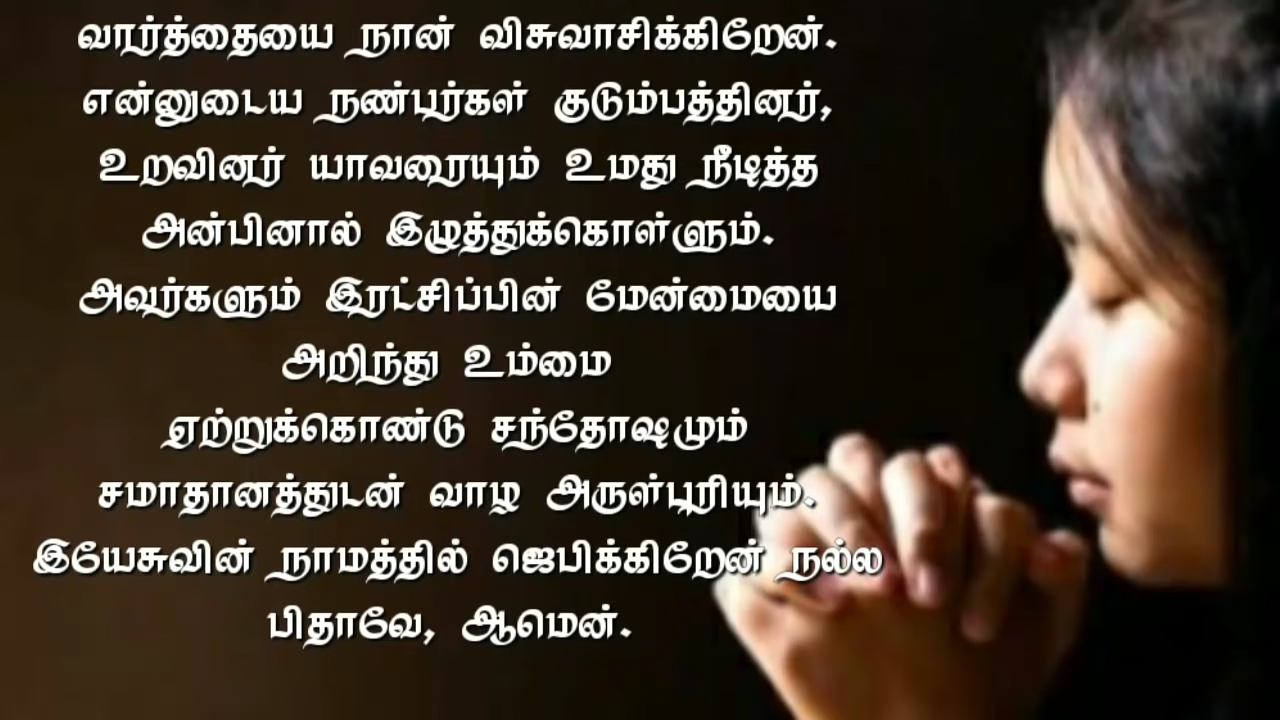 வார்த்தையை நான் விசுவாசிக்கிறேன்.
என்னுடைய நண்பர்கள் குடும்பத்தினர்,
உறவினர் யாவரையும் உமது நீடித்த
அன்பினால் இழுத்துக்கொள்ளும்.
அவர்களும் இரட்சிப்பின் மேன்மையை
அறிந்து உம்மை
ஏற்றுக்கொண்டு சந்தோஷமும்
சமாதானத்துடன் வாழ அருள்புரியும்.
இயேசுவின் நாமத்தில் ஜெபிக்கிறேன் நல்ல
பிதாவே, ஆமென்.